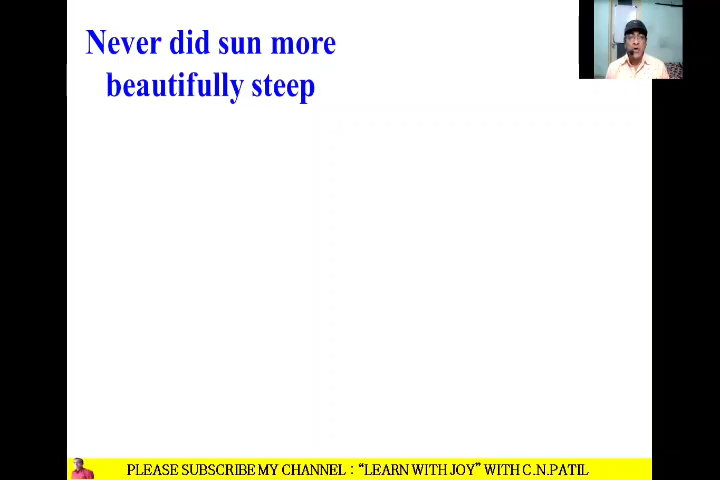 Never did sun more
beautifully steep
PLEASE SUBSCRIBE MY CHANNEL : “LEARN WITH JOY” WITH C.N.PATIL